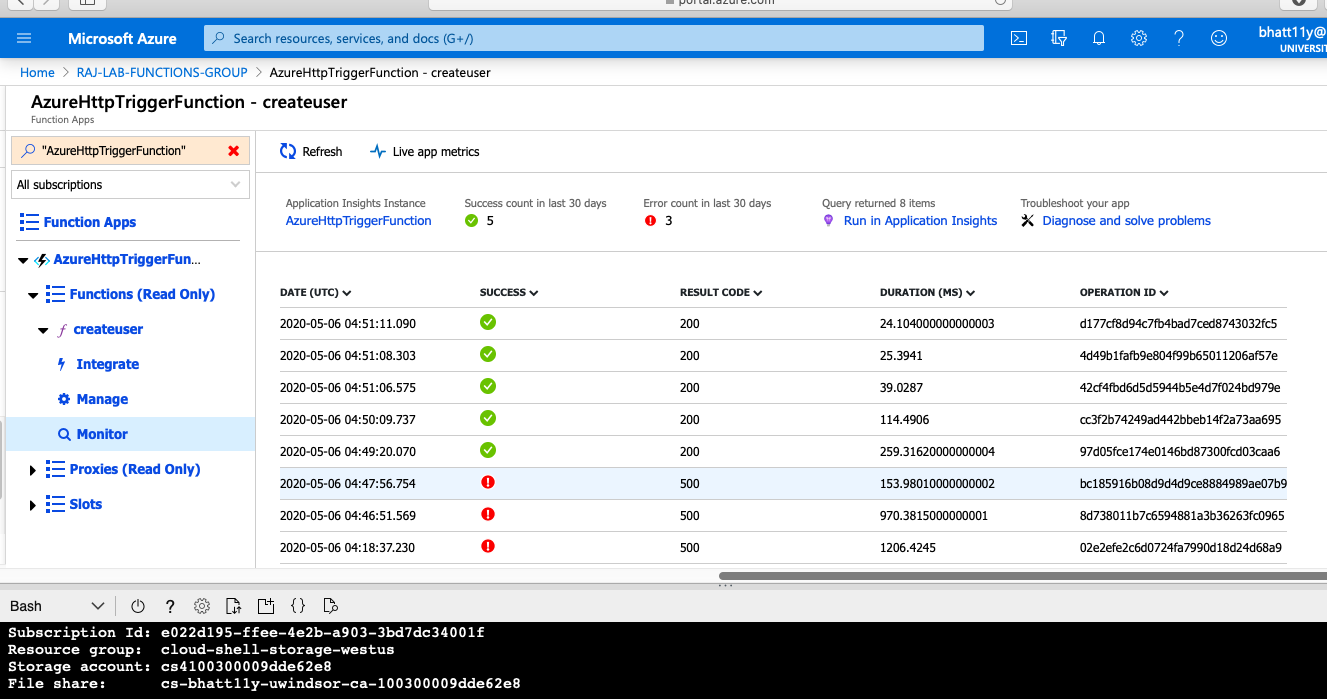 portal.azure.com
Microsoft Azure
Search resources, services, and docs (G+/)
bhatt11y@
Home > RAJ-LAB-FUNCTIONS-GROUP > AzureHttpTriggerFunction - createuser
AzureHttpTriggerFunction - createuser
Function Apps
"AzureHttpTriggerFunction"
Refresh Live app metrics
All subscriptions
Application Insights Instance Success count in last 30 days Error count in last 30 days Query returned 8 items Troubleshoot your app
AzureHttpTriggerFunction 5 3 Run in Application Insights Diagnose and solve problems
Function Apps
AzureHttpTriggerFun...
Functions (Read Only)
createuser
Integrate
Manage
Monitor
Proxies (Read Only)
Slots
DATE (UTC) SUCCESS RESULT CODE DURATION (MS) OPERATION ID
2020-05-06 04:51:11.090 200 24.104000000000003 d177cf8d94c7fb4bad7ced8743032fc5
2020-05-06 04:51:08.303 200 25.3941 4d49b1fafb9e804f99b65011206af57e
2020-05-06 04:51:06.575 200 39.0287 42cf4fbd6d5d5944b5e4d7f024bd979e
2020-05-06 04:50:09.737 200 114.4906 cc3f2b74249ad442bbeb14f2a73aa695
2020-05-06 04:49:20.070 200 259.31620000000004 97d05fce174e0146bd87300fcd03caa6
2020-05-06 04:47:56.754 500 153.98010000000002 bc185916b08d9d4d9ce8884989ae07b9
2020-05-06 04:46:51.569 500 970.3815000000001 8d738011b7c6594881a3b36263fc0965
2020-05-06 04:18:37.230 500 1206.4245 02e2efe2c6d0724fa7990d18d24d68a9
Bash
Subscription Id: e022d195-ffee-4e2b-a903-3bd7dc34001f
Resource group: cloud-shell-storage-westus
Storage account: cs4100300009dde62e8
File share: cs-bhatt11y-uwindsor-ca-100300009dde62e8